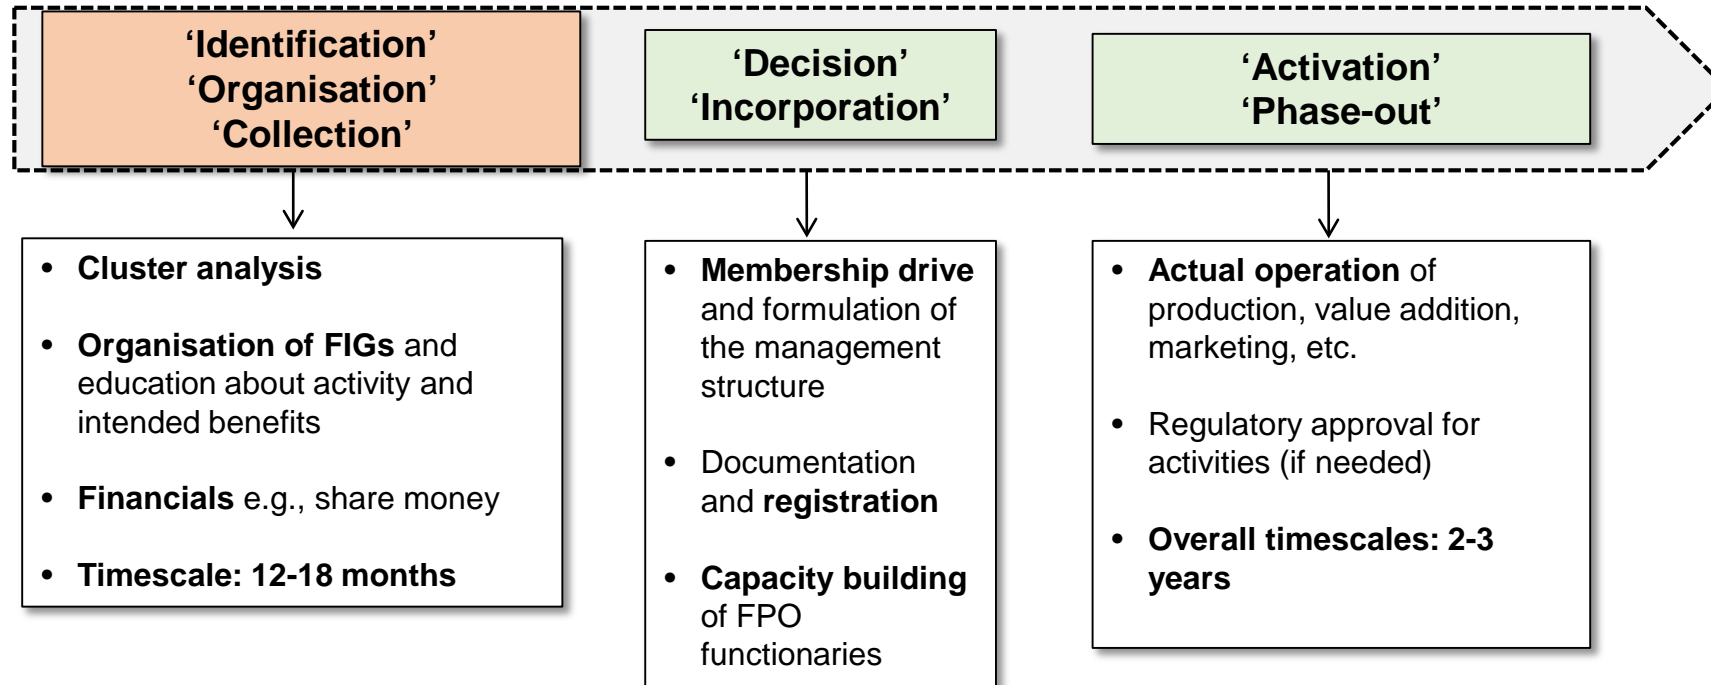 ‘Identification’
‘Organisation’
‘Collection’
‘Decision’
‘Incorporation’
‘Activation’
‘Phase-out’
• Cluster analysis
• Organisation of FIGs and
education about activity and
intended benefits
• Financials e.g., share money
• Timescale: 12-18 months
• Membership drive
and formulation of
the management
structure
• Documentation
and registration
• Capacity building
of FPO
functionaries
• Actual operation of
production, value addition,
marketing, etc.
• Regulatory approval for
activities (if needed)
• Overall timescales: 2-3
years